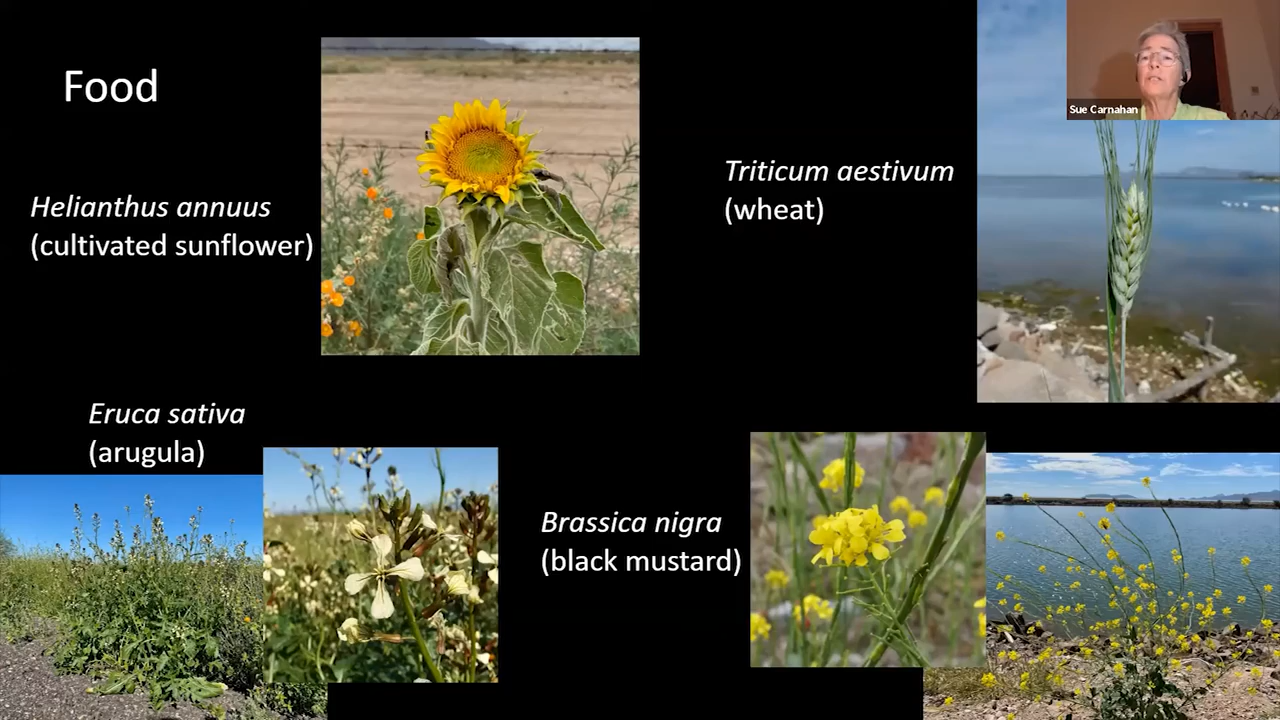 Food
Sue Carnahan
Helianthus annuus
(cultivated sunflower)
Triticum aestivum
(wheat)
Eruca sativa
(arugula)
Brassica nigra
(black mustard)